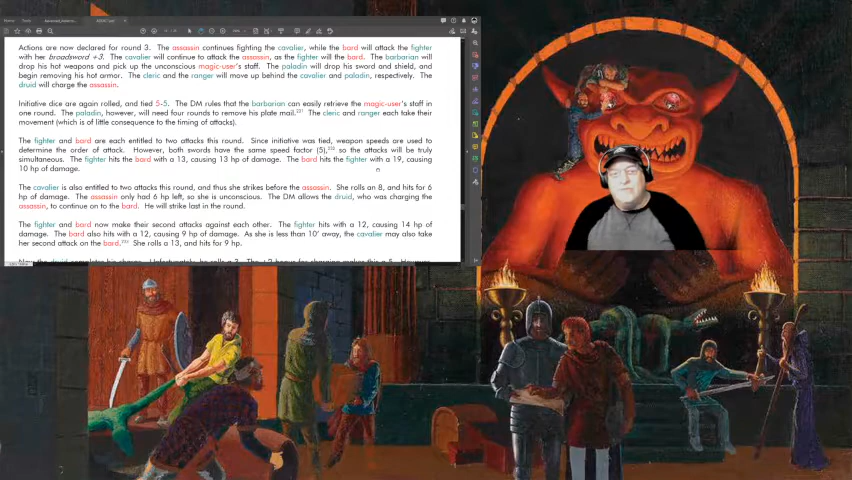 Actions are now declared for round 3. The assassin continues fighting the cavalier, while the bard will attack the fighter
with her broadsword +3. The cavalier will continue to attack the assassin, as the fighter will the bard. The barbarian will
drop his hot weapons and pick up the unconscious magic-user's staff. The paladin will drop his sword and shield, and
begin removing his hot armor. The cleric and the ranger will move up behind the cavalier and paladin, respectively. The
druid will charge the assassin.
Initiative dice are again rolled, and tied 5-5. The DM rules that the barbarian can easily retrieve the magic-user's staff in
one round. The paladin, however, will need four rounds to remove his plate mail. The cleric and ranger each take their
movement (which is of little consequence to the timing of attacks).
The fighter and bard are each entitled to two attacks this round. Since initiative was tied, weapon speeds are used to
determine the order of attack. However, both swords have the same speed factor (5), so the attacks will be truly
simultaneous. The fighter hits the bard with a 13, causing 13 hp of damage. The bard hits the fighter with a 19, causing
10 hp of damage.
The cavalier is also entitled to two attacks this round, and thus she strikes before the assassin. She rolls an 8, and hits for 6
hp of damage. The assassin only had 6 hp left, so she is unconscious. The DM allows the druid, who was charging the
assassin, to continue on to the bard. He will strike last in the round.
The fighter and bard now make their second attacks against each other. The fighter hits with a 12, causing 14 hp of
damage. The bard also hits with a 12, causing 9 hp of damage. As she is less than 10' away, the cavalier may also take
her second attack on the bard. She rolls a 13, and hits for 9 hp.